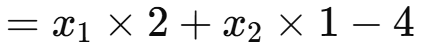 = x₁ × 2 + x₂ × 1 − 4